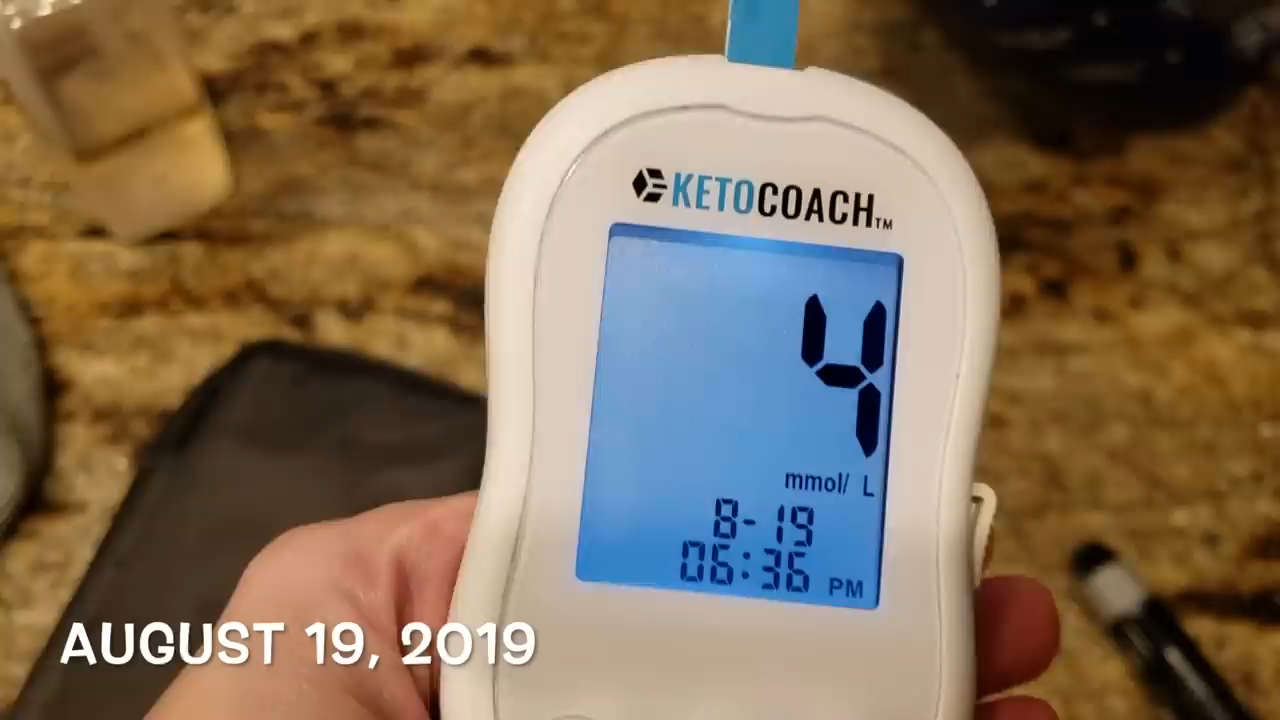 KETOCOACH™
4
mmol/ L
8-19
06:36 PM
AUGUST 19, 2019